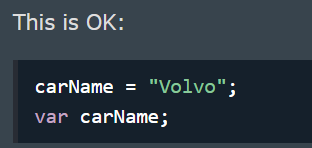 This is OK:
carName = "Volvo";
var carName;